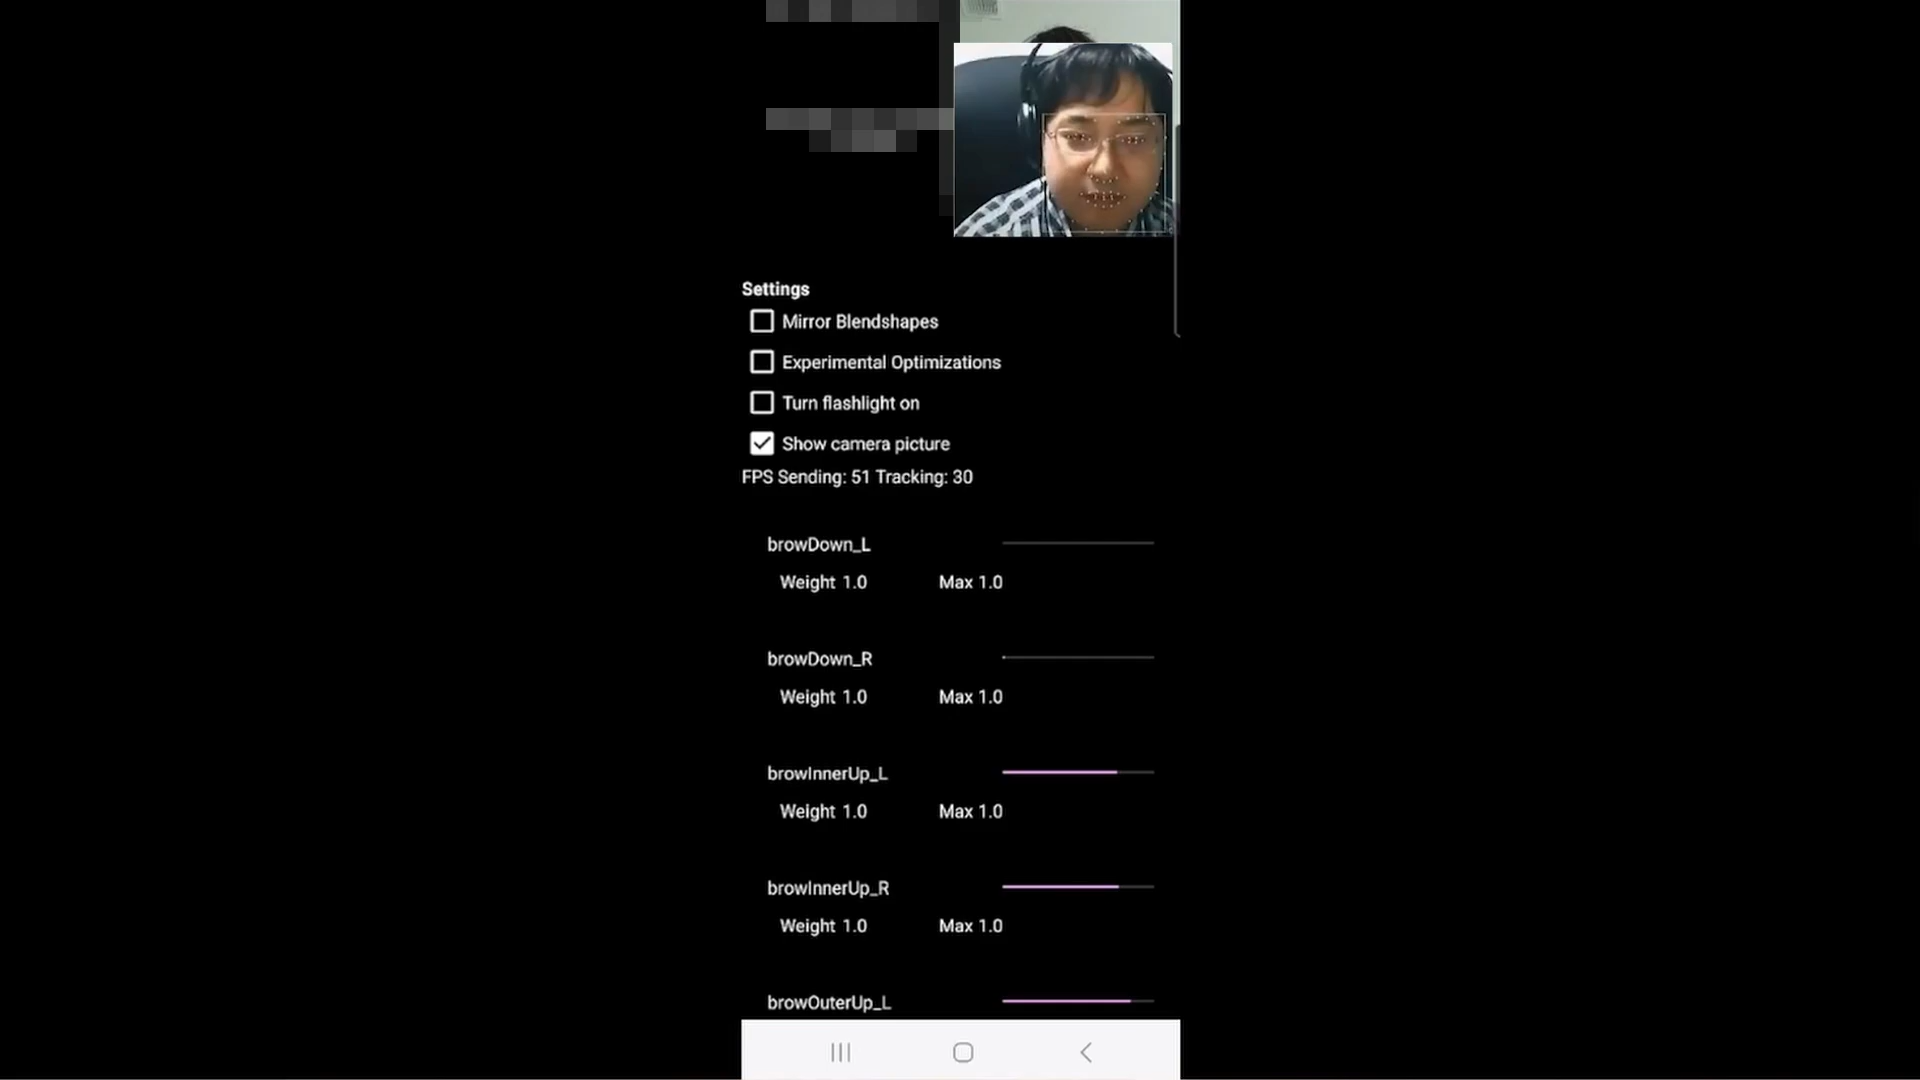 Settings
Mirror Blendshapes
Experimental Optimizations
Turn flashlight on
Show camera picture
FPS Sending: 51 Tracking: 30
browDown_L
Weight 1.0 Max 1.0
browDown_R
Weight 1.0 Max 1.0
browInnerUp_L
Weight 1.0 Max 1.0
browInnerUp_R
Weight 1.0 Max 1.0
browOuterUp_L